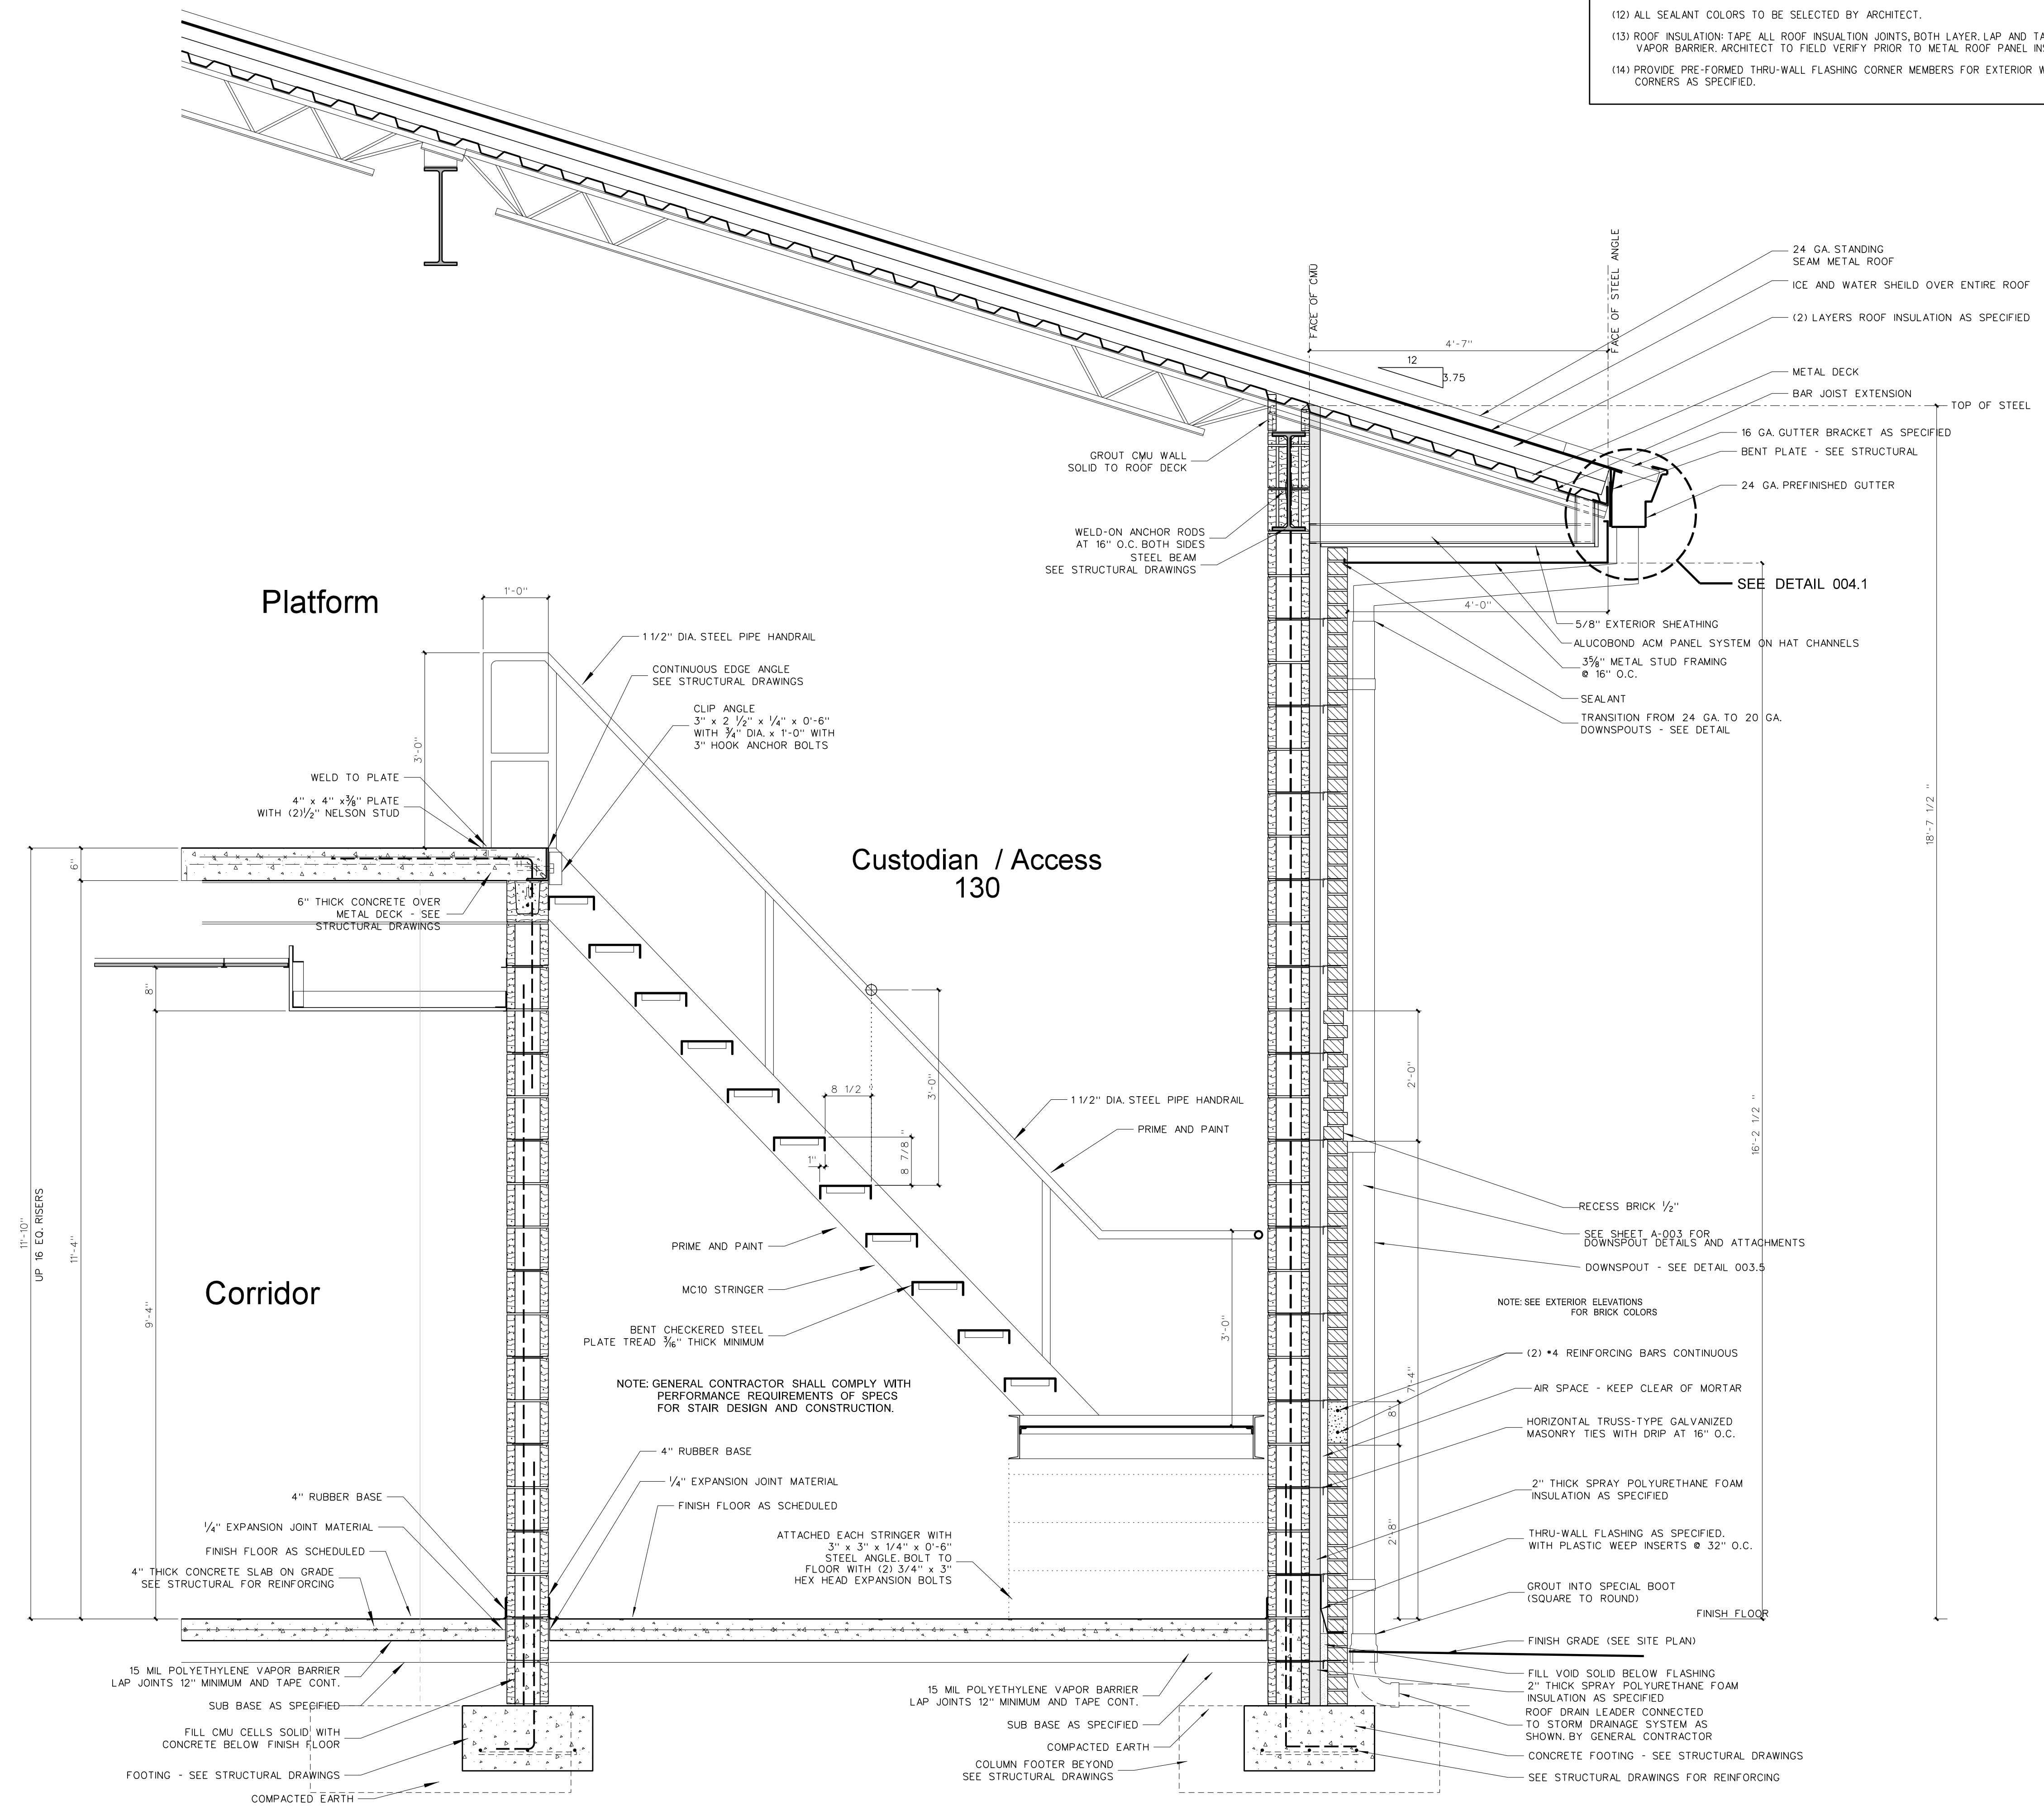 (12) ALL SEALANT COLORS TO BE SELECTED BY ARCHITECT.
(13) ROOF INSULATION: TAPE ALL ROOF INSUALTION JOINTS, BOTH LAYER. LAP AND
VAPOR BARRIER. ARCHITECT TO FIELD VERIFY PRIOR TO METAL ROOF PANEL
(14) PROVIDE PRE-FORMED THRU-WALL FLASHING CORNER MEMBERS FOR EXTERIOR
CORNERS AS SPECIFIED.
FACE OF CMU
FACE OF STEEL ANGLE
4'-7"
12
3.75
24 GA. STANDING
SEAM METAL ROOF
ICE AND WATER SHEILD OVER ENTIRE ROOF
(2) LAYERS ROOF INSULATION AS SPECIFIED
METAL DECK
BAR JOIST EXTENSION
TOP OF STEEL
16 GA. GUTTER BRACKET AS SPECIFIED
BENT PLATE - SEE STRUCTURAL
24 GA. PREFINISHED GUTTER
GROUT CMU WALL
SOLID TO ROOF DECK
WELD-ON ANCHOR RODS
AT 16" O.C. BOTH SIDES
STEEL BEAM
SEE STRUCTURAL DRAWINGS
SEE DETAIL 004.1
4'-0"
5/8" EXTERIOR SHEATHING
ALUCOBOND ACM PANEL SYSTEM ON HAT CHANNELS
3⅝" METAL STUD FRAMING
@ 16" O.C.
SEALANT
TRANSITION FROM 24 GA. TO 20 GA.
DOWNSPOUTS - SEE DETAIL
Platform
1'-0"
1 1/2" DIA. STEEL PIPE HANDRAIL
CONTINUOUS EDGE ANGLE
SEE STRUCTURAL DRAWINGS
CLIP ANGLE
3" x 2 1/2" x 1/4" x 0'-6"
WITH 3/4" DIA. x 1'-0" WITH
3" HOOK ANCHOR BOLTS
3'-0"
WELD TO PLATE
4" x 4" x⅜" PLATE
WITH (2)1/2" NELSON STUD
6"
6" THICK CONCRETE OVER
METAL DECK - SEE
STRUCTURAL DRAWINGS
Custodian / Access
130
8"
11'-10"
UP 16 EQ. RISERS
11'-4"
9'-4"
Corridor
8 1/2 "
3'-0"
8 7/8 "
1"
1 1/2" DIA. STEEL PIPE HANDRAIL
PRIME AND PAINT
PRIME AND PAINT
MC10 STRINGER
BENT CHECKERED STEEL
PLATE TREAD 3/16" THICK MINIMUM
3'-0"
NOTE: GENERAL CONTRACTOR SHALL COMPLY WITH
PERFORMANCE REQUIREMENTS OF SPECS
FOR STAIR DESIGN AND CONSTRUCTION.
4" RUBBER BASE
1/4" EXPANSION JOINT MATERIAL
FINISH FLOOR AS SCHEDULED
ATTACHED EACH STRINGER WITH
3" x 3" x 1/4" x 0'-6"
STEEL ANGLE. BOLT TO
FLOOR WITH (2) 3/4" x 3"
HEX HEAD EXPANSION BOLTS
4" RUBBER BASE
1/4" EXPANSION JOINT MATERIAL
FINISH FLOOR AS SCHEDULED
4" THICK CONCRETE SLAB ON GRADE
SEE STRUCTURAL FOR REINFORCING
15 MIL POLYETHYLENE VAPOR BARRIER
LAP JOINTS 12" MINIMUM AND TAPE CONT.
SUB BASE AS SPECIFIED
FILL CMU CELLS SOLID WITH
CONCRETE BELOW FINISH FLOOR
FOOTING - SEE STRUCTURAL DRAWINGS
COMPACTED EARTH
15 MIL POLYETHYLENE VAPOR BARRIER
LAP JOINTS 12" MINIMUM AND TAPE CONT.
SUB BASE AS SPECIFIED
COMPACTED EARTH
COLUMN FOOTER BEYOND
SEE STRUCTURAL DRAWINGS
18'-7 1/2 "
16'-2 1/2 "
2'-0"
7'-4"
8"
2'-8"
RECESS BRICK 1/2"
SEE SHEET A-003 FOR
DOWNSPOUT DETAILS AND ATTACHMENTS
DOWNSPOUT - SEE DETAIL 003.5
NOTE: SEE EXTERIOR ELEVATIONS
FOR BRICK COLORS
(2) *4 REINFORCING BARS CONTINUOUS
AIR SPACE - KEEP CLEAR OF MORTAR
HORIZONTAL TRUSS-TYPE GALVANIZED
MASONRY TIES WITH DRIP AT 16" O.C.
2" THICK SPRAY POLYURETHANE FOAM
INSULATION AS SPECIFIED
THRU-WALL FLASHING AS SPECIFIED.
WITH PLASTIC WEEP INSERTS @ 32" O.C.
GROUT INTO SPECIAL BOOT
(SQUARE TO ROUND)
FINISH FLOOR
FINISH GRADE (SEE SITE PLAN)
FILL VOID SOLID BELOW FLASHING
2" THICK SPRAY POLYURETHANE FOAM
INSULATION AS SPECIFIED
ROOF DRAIN LEADER CONNECTED
TO STORM DRAINAGE SYSTEM AS
SHOWN. BY GENERAL CONTRACTOR
CONCRETE FOOTING - SEE STRUCTURAL DRAWINGS
SEE STRUCTURAL DRAWINGS FOR REINFORCING